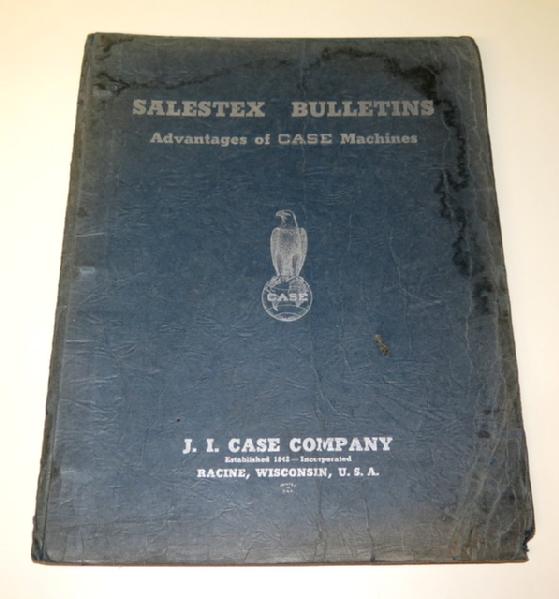 SALESTEX BULLETINS
Advantages of CASE Machines
CASE
J. I. CASE COMPANY
Established 1842—Incorporated
RACINE, WISCONSIN, U. S. A.